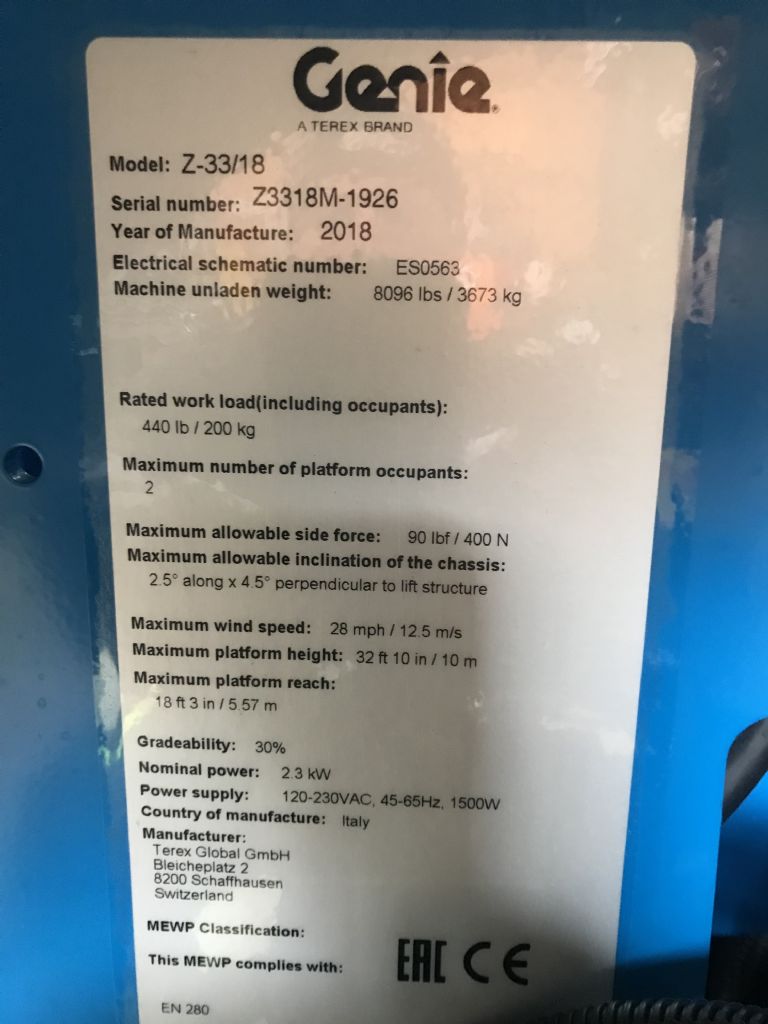 Genie®
A TEREX BRAND
Model: Z-33/18
Serial number: Z3318M-1926
Year of Manufacture: 2018
Electrical schematic number: ES0563
Machine unladen weight: 8096 lbs / 3673 kg
Rated work load(including occupants):
440 lb / 200 kg
Maximum number of platform occupants:
2
Maximum allowable side force: 90 lbf / 400 N
Maximum allowable inclination of the chassis:
2.5° along x 4.5° perpendicular to lift structure
Maximum wind speed: 28 mph / 12.5 m/s
Maximum platform height: 32 ft 10 in / 10 m
Maximum platform reach:
18 ft 3 in / 5.57 m
Gradeability: 30%
Nominal power: 2.3 kW
Power supply: 120-230VAC, 45-65Hz, 1500W
Country of manufacture: Italy
Manufacturer:
Terex Global GmbH
Bleicheplatz 2
8200 Schaffhausen
Switzerland
MEWP Classification:
This MEWP complies with: EAC CE
EN 280